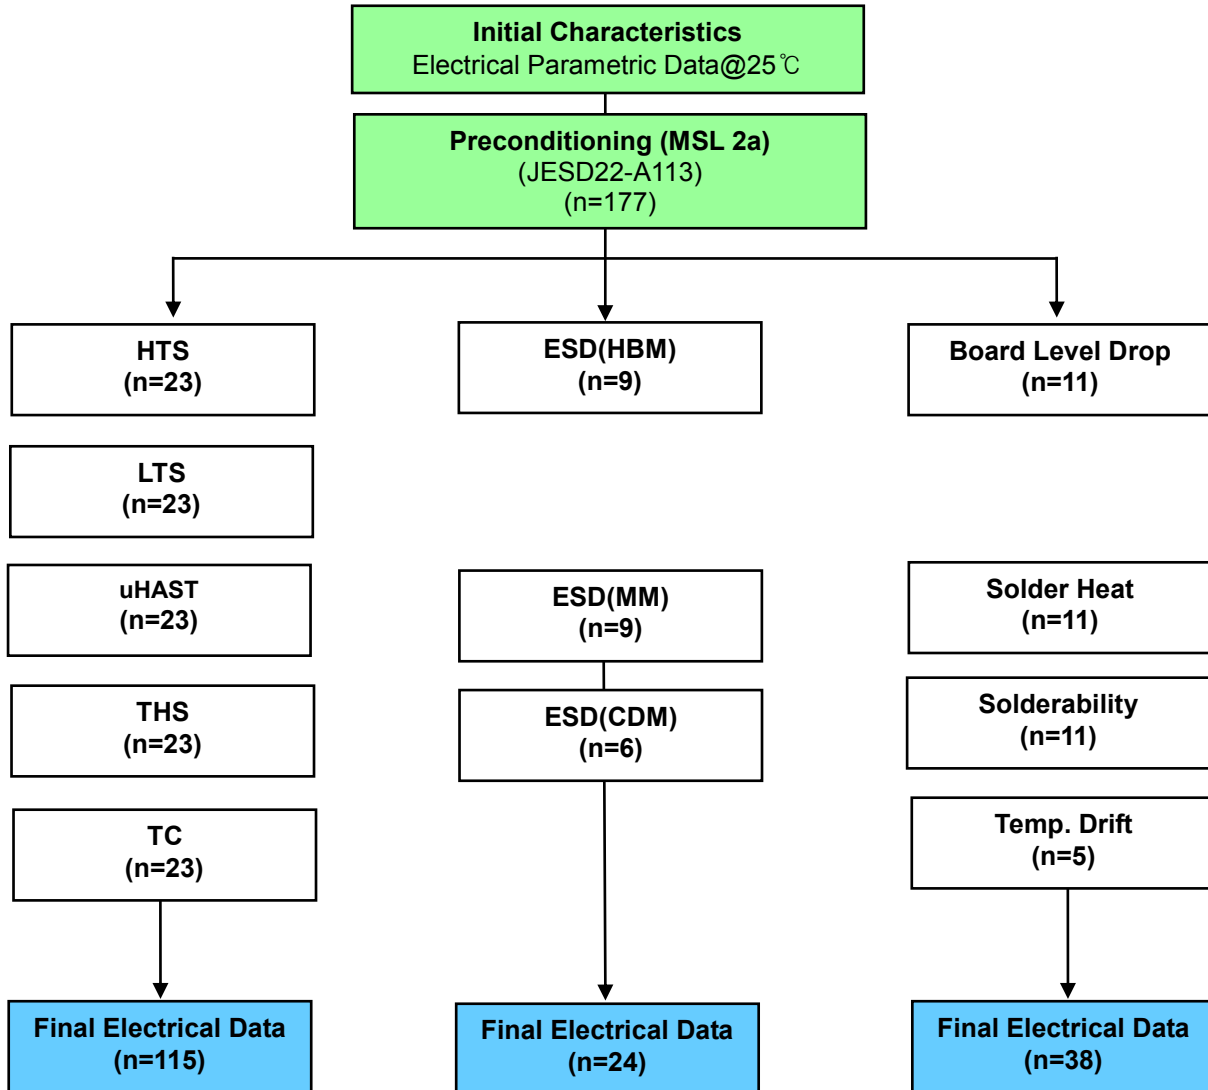 Initial Characteristics
Electrical Parametric Data@25℃
Preconditioning (MSL 2a)
(JESD22-A113)
(n=177)
HTS
(n=23)
LTS
(n=23)
uHAST
(n=23)
THS
(n=23)
TC
(n=23)
Final Electrical Data
(n=115)
ESD(HBM)
(n=9)
ESD(MM)
(n=9)
ESD(CDM)
(n=6)
Final Electrical Data
(n=24)
Board Level Drop
(n=11)
Solder Heat
(n=11)
Solderability
(n=11)
Temp. Drift
(n=5)
Final Electrical Data
(n=38)